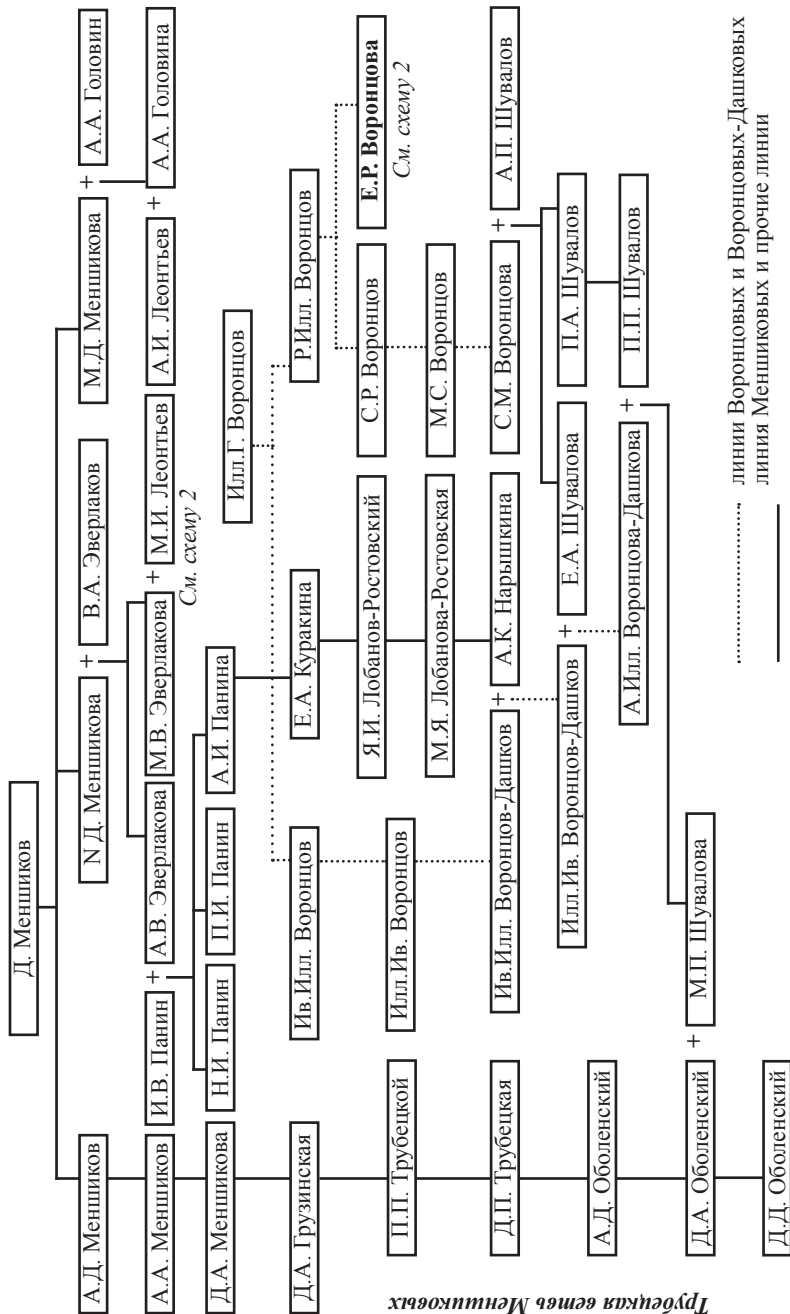 Д. Меншиков
А.Д. Меншиков
N Д. Меншикова
+
В.А. Эверлаков
М.Д. Меншикова
+
А.А. Головин
А.А. Меншиков
И.В. Панин
+
А.В. Эверлакова
М.В. Эверлакова
+
М.И. Леонтьев
См. схему 2
А.И. Леонтьев
+
А.А. Головина
Д.А. Меншикова
Н.И. Панин
П.И. Панин
А.И. Панина
Илл.Г. Воронцов
Д.А. Грузинская
Ив.Илл. Воронцов
Е.А. Куракина
Р.Илл. Воронцов
П.П. Трубецкой
Илл.Ив. Воронцов
Я.И. Лобанов-Ростовский
С.Р. Воронцов
Е.Р. Воронцова
См. схему 2
М.Я. Лобанова-Ростовская
М.С. Воронцов
Д.П. Трубецкая
Ив.Илл. Воронцов-Дашков
+
А.К. Нарышкина
С.М. Воронцова
+
А.П. Шувалов
А.Д. Оболенский
Илл.Ив. Воронцов-Дашков
+
Е.А. Шувалова
П.А. Шувалов
А.Илл. Воронцова-Дашкова
+
П.П. Шувалов
Д.А. Оболенский
+
М.П. Шувалова
Д.Д. Оболенский
Трубецкая ветвь Меншиковых
линии Воронцовых и Воронцовых-Дашковых
линия Меншиковых и прочие линии